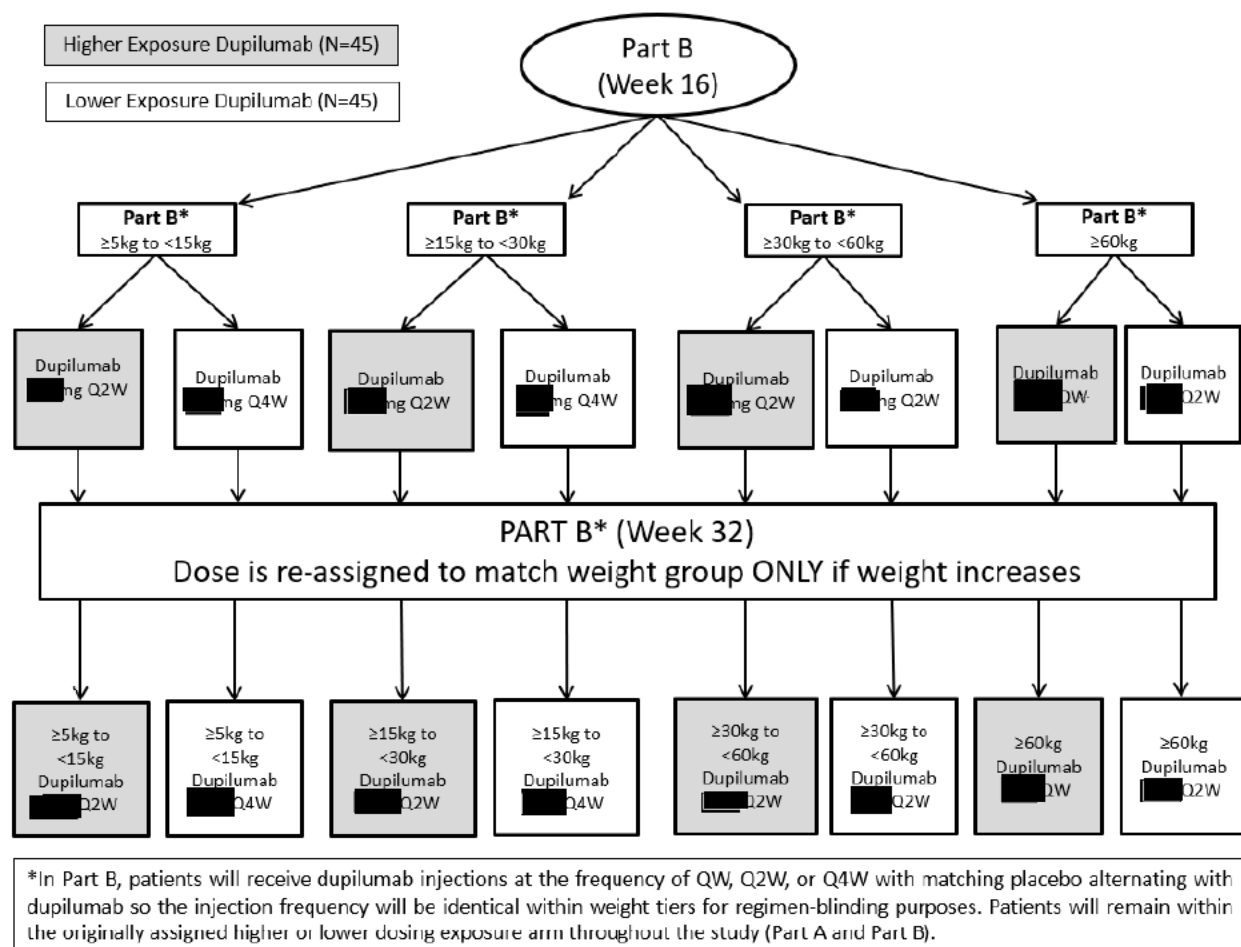 Higher Exposure Dupilumab (N=45)
Lower Exposure Dupilumab (N=45)
Part B
(Week 16)
Part B*
≥5kg to <15kg
Part B*
≥15kg to <30kg
Part B*
≥30kg to <60kg
Part B*
≥60kg
Dupilumab
mg Q2W
Dupilumab
mg Q4W
Dupilumab
mg Q2W
Dupilumab
mg Q4W
Dupilumab
mg Q2W
Dupilumab
mg Q2W
Dupilumab
QW
Dupilumab
Q2W
PART B* (Week 32)
Dose is re-assigned to match weight group ONLY if weight increases
≥5kg to
<15kg
Dupilumab
Q2W
≥5kg to
<15kg
Dupilumab
Q4W
≥15kg to
<30kg
Dupilumab
Q2W
≥15kg to
<30kg
Dupilumab
Q4W
≥30kg to
<60kg
Dupilumab
Q2W
≥30kg to
<60kg
Dupilumab
Q2W
≥60kg
Dupilumab
QW
≥60kg
Dupilumab
Q2W
*In Part B, patients will receive dupilumab injections at the frequency of QW, Q2W, or Q4W with matching placebo alternating with
dupilumab so the injection frequency will be identical within weight tiers for regimen-blinding purposes. Patients will remain within
the originally assigned higher or lower dosing exposure arm throughout the study (Part A and Part B).